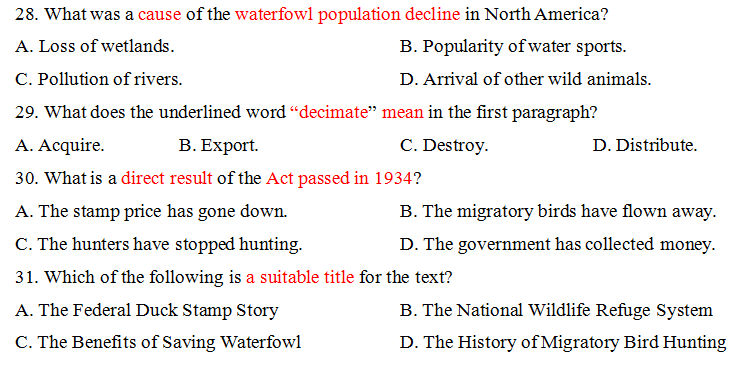 28. What was a cause of the waterfowl population decline in North America?
A. Loss of wetlands. B. Popularity of water sports.
C. Pollution of rivers. D. Arrival of other wild animals.
29. What does the underlined word “decimate” mean in the first paragraph?
A. Acquire. B. Export. C. Destroy. D. Distribute.
30. What is a direct result of the Act passed in 1934?
A. The stamp price has gone down. B. The migratory birds have flown away.
C. The hunters have stopped hunting. D. The government has collected money.
31. Which of the following is a suitable title for the text?
A. The Federal Duck Stamp Story B. The National Wildlife Refuge System
C. The Benefits of Saving Waterfowl D. The History of Migratory Bird Hunting